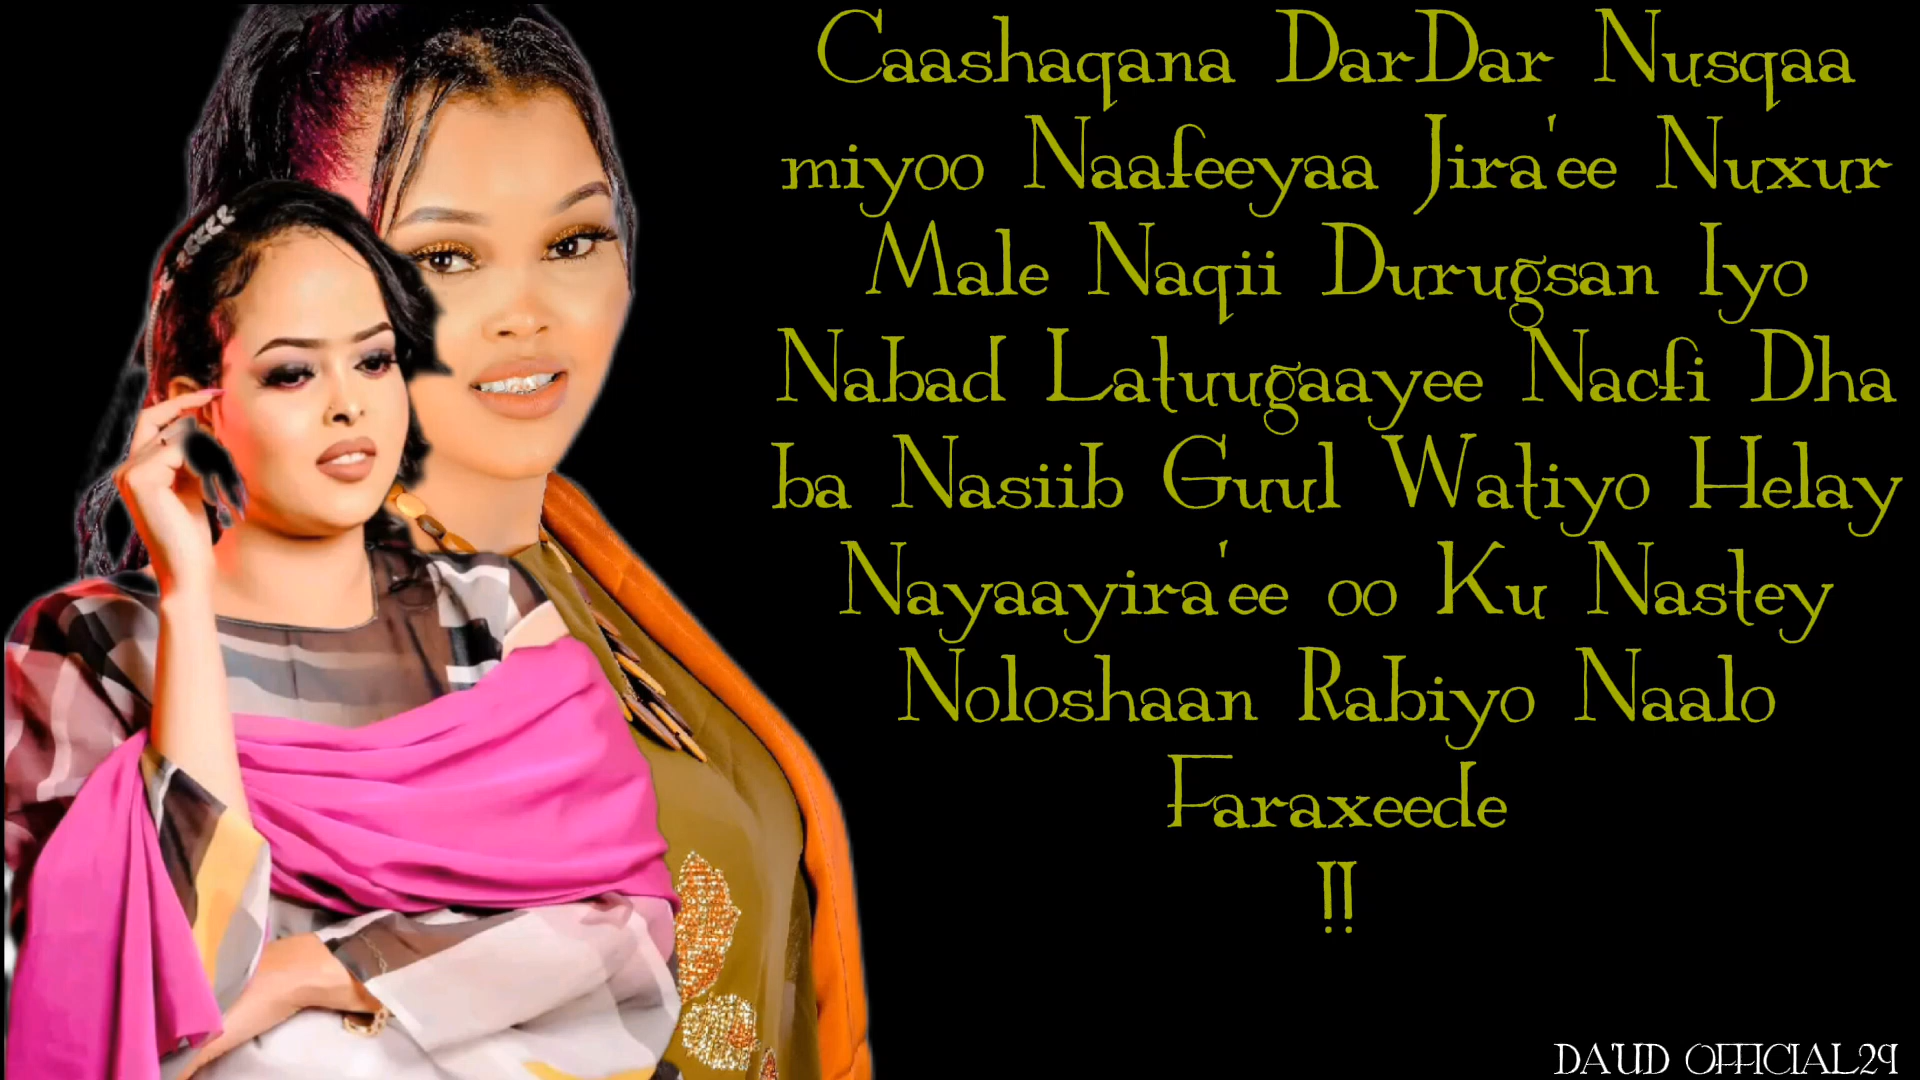 Caashaqana DarDar Nusqaa
miyoo Naafeeyaa Jira'ee Nuxur
Male Naqii Durugsan Iyo
Nabad Latuugaayee Nacfi Dha
ba Nasiib Guul Watiyo Helay
Nayaayira'ee oo Ku Nastey
Noloshaan Rabiyo Naalo
Faraxeede
!!
DA'UD OFFICIAL29